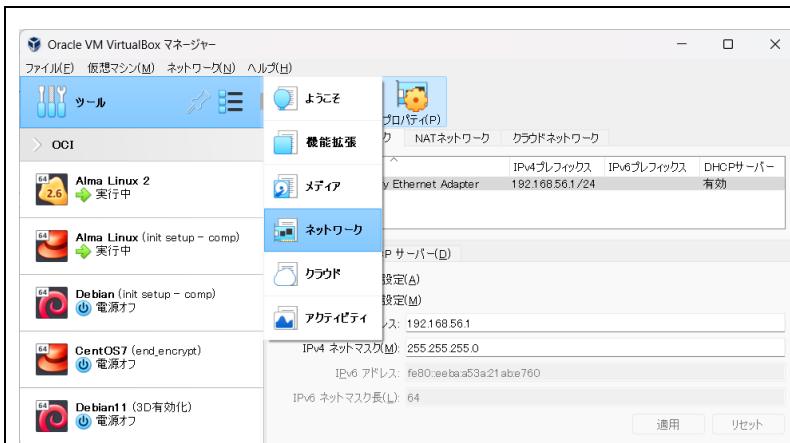 Oracle VM VirtualBox マネージャー
ファイル(F) 仮想マシン(M) ネットワーク(N) ヘルプ(H)
ツール
ようこそ
機能拡張
メディア
ネットワーク
クラウド
アクティビティ
プロパティ(P)
ク NATネットワーク クラウドネットワーク
IPv4プレフィックス IPv6プレフィックス DHCPサーバー
y Ethernet Adapter 192.168.56.1/24 有効
P サーバー(D)
設定(A)
設定(M)
レス: 192.168.56.1
IPv4 ネットマスク(M): 255.255.255.0
IPv6 アドレス: fe80::eeba:a53a:21ab:e760
IPv6 ネットマスク長(L): 64
適用 リセット
OCI
64 Alma Linux 2
2.6 実行中
64 Alma Linux (init setup - comp)
実行中
64 Debian (init setup - comp)
電源オフ
64 CentOS7 (end_encrypt)
電源オフ
64 Debian11 (3D有効化)
電源オフ